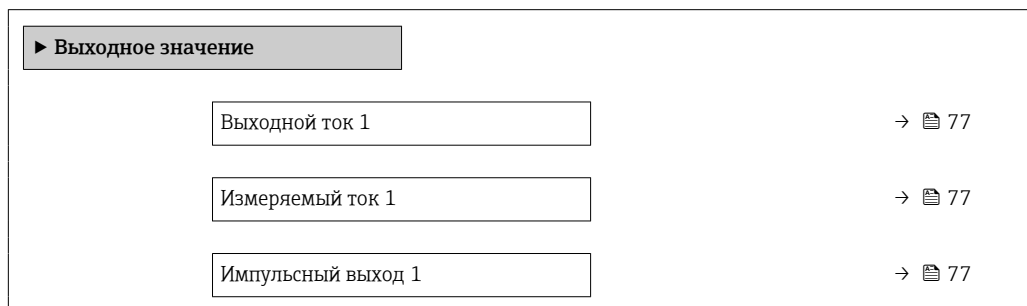 ▶ Выходное значение
Выходной ток 1 → 77
Измеряемый ток 1 → 77
Импульсный выход 1 → 77